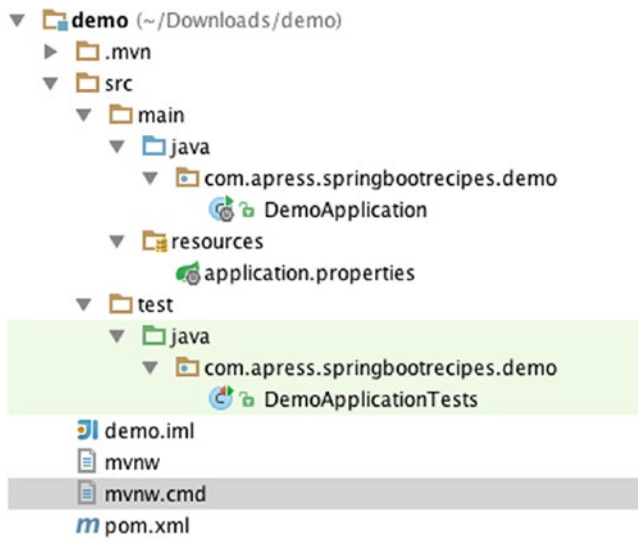 demo (~/Downloads/demo)
.mvn
src
main
java
com.apress.springbootrecipes.demo
DemoApplication
resources
application.properties
test
java
com.apress.springbootrecipes.demo
DemoApplicationTests
demo.iml
mvnw
mvnw.cmd
m pom.xml